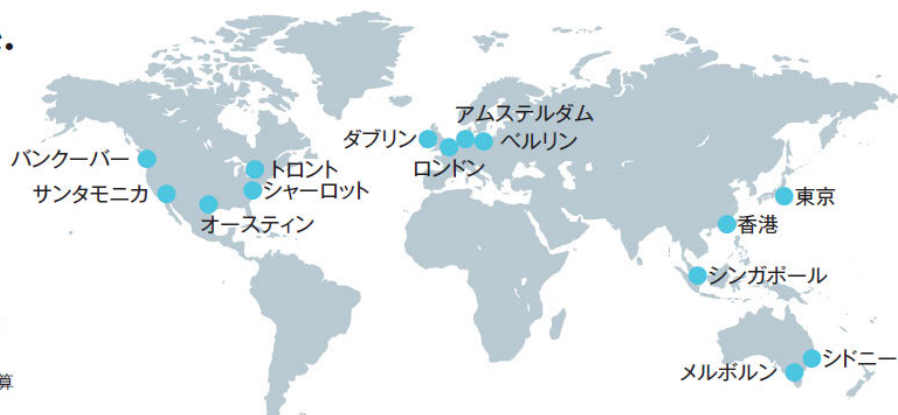 アムステルダム
ダブリン
ベルリン
ロンドン
バンクーバー
トロント
サンタモニカ
シャーロット
オースティン
東京
香港
シンガポール
シドニー
メルボルン
算